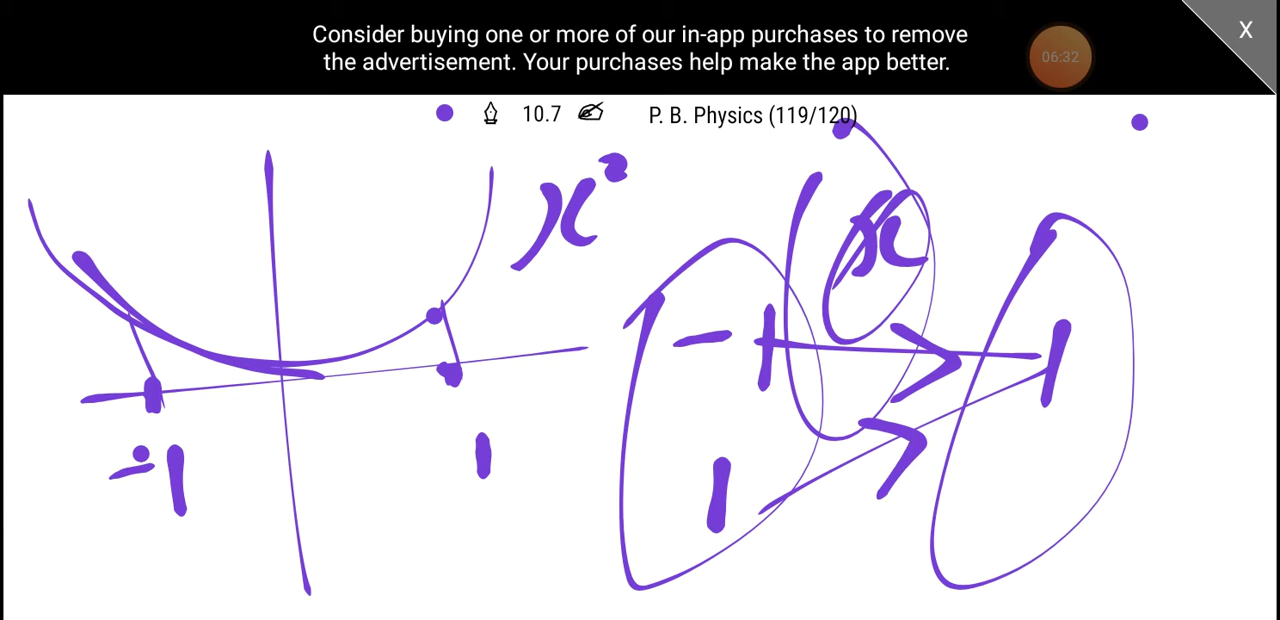 Consider buying one or more of our in-app purchases to remove
the advertisement. Your purchases help make the app better.
06:32
X
10.7
P. B. Physics (119/120)
x²
x
-1
1
-1
1
1